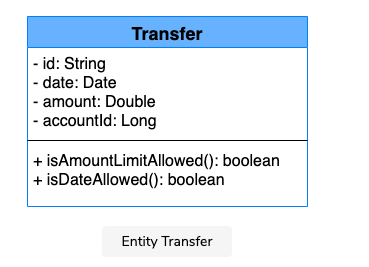 Transfer
- id: String
- date: Date
- amount: Double
- accountId: Long
+ isAmountLimitAllowed(): boolean
+ isDateAllowed(): boolean
Entity Transfer